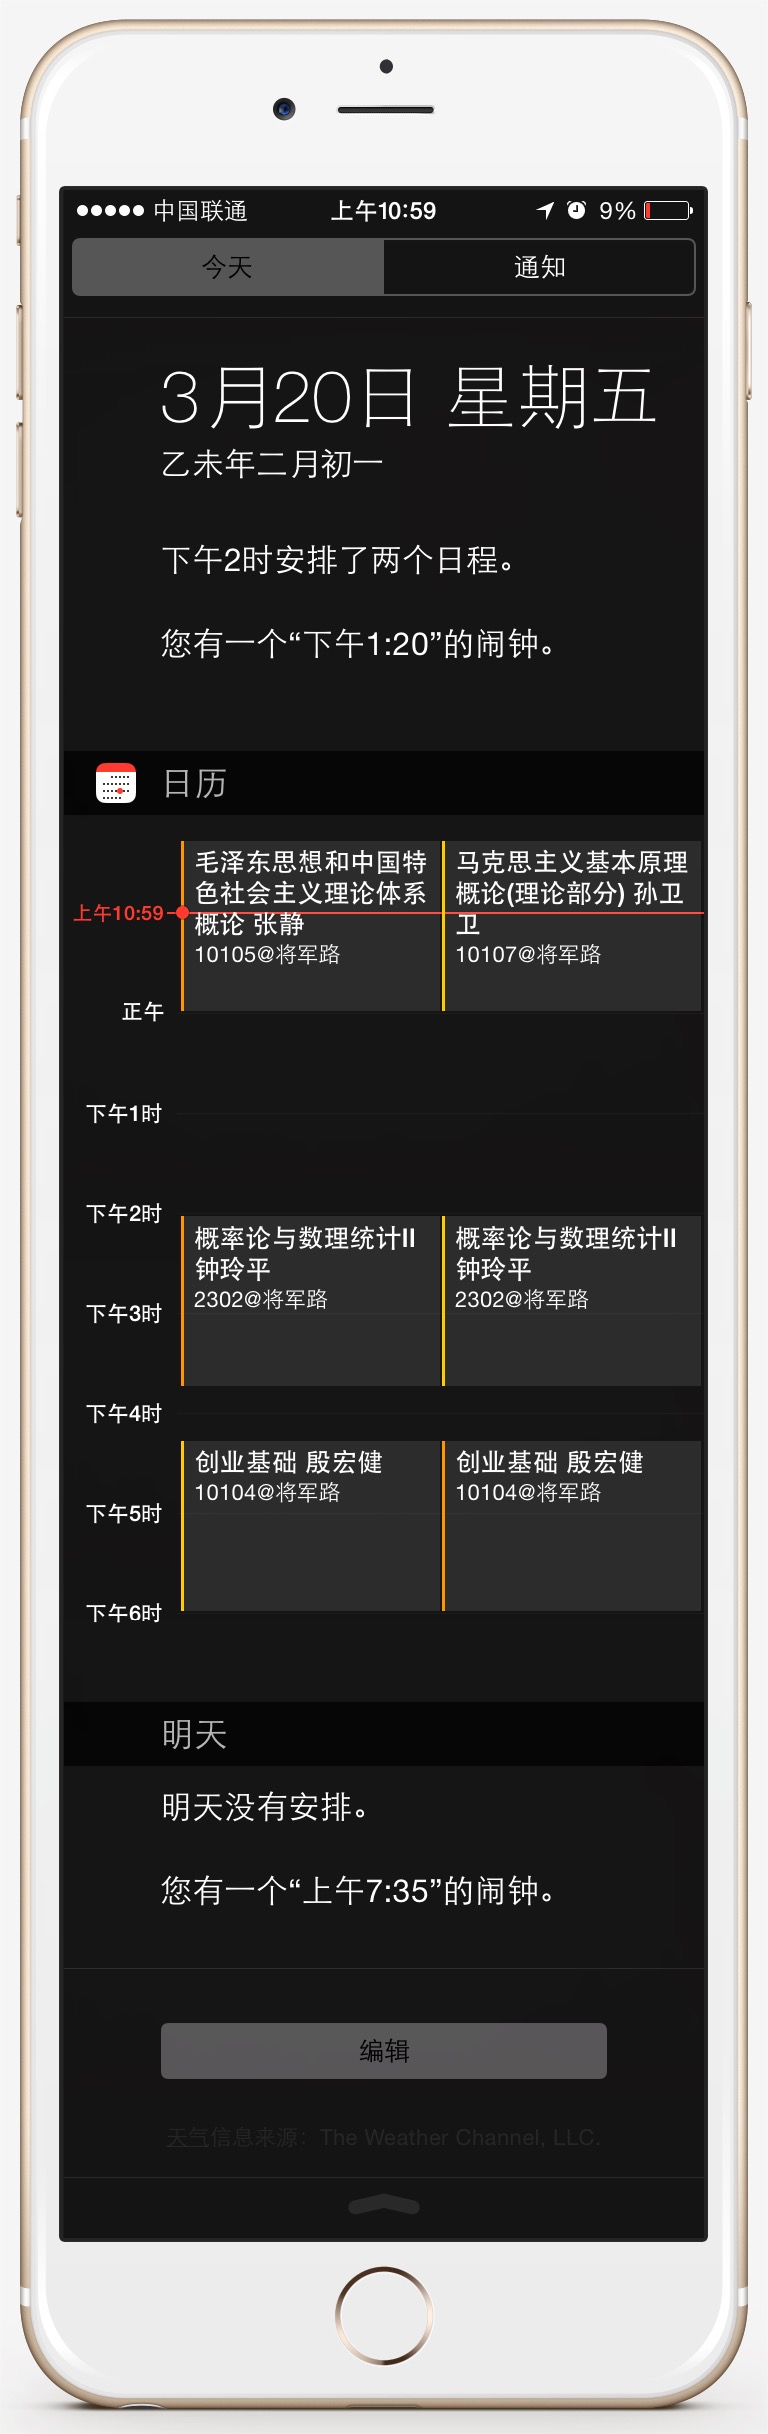 中国联通 上午10:59 9%
今天 通知
3月20日 星期五
乙未年二月初一
下午2时安排了两个日程。
您有一个“下午1:20”的闹钟。
日历
毛泽东思想和中国特
色社会主义理论体系
概论 张静
10105@将军路
马克思主义基本原理
概论(理论部分) 孙卫
卫
10107@将军路
上午10:59
正午
下午1时
下午2时
概率论与数理统计II
钟玲平
2302@将军路
概率论与数理统计II
钟玲平
2302@将军路
下午3时
下午4时
创业基础 殷宏健
10104@将军路
创业基础 殷宏健
10104@将军路
下午5时
下午6时
明天
明天没有安排。
您有一个“上午7:35”的闹钟。
编辑
天气信息来源：The Weather Channel, LLC.